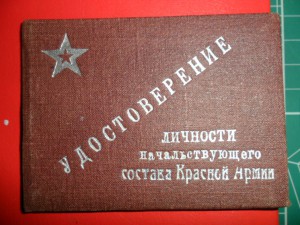 УДОСТОВЕРЕНИЕ
ЛИЧНОСТИ
начальствующего
состава Красной Армии